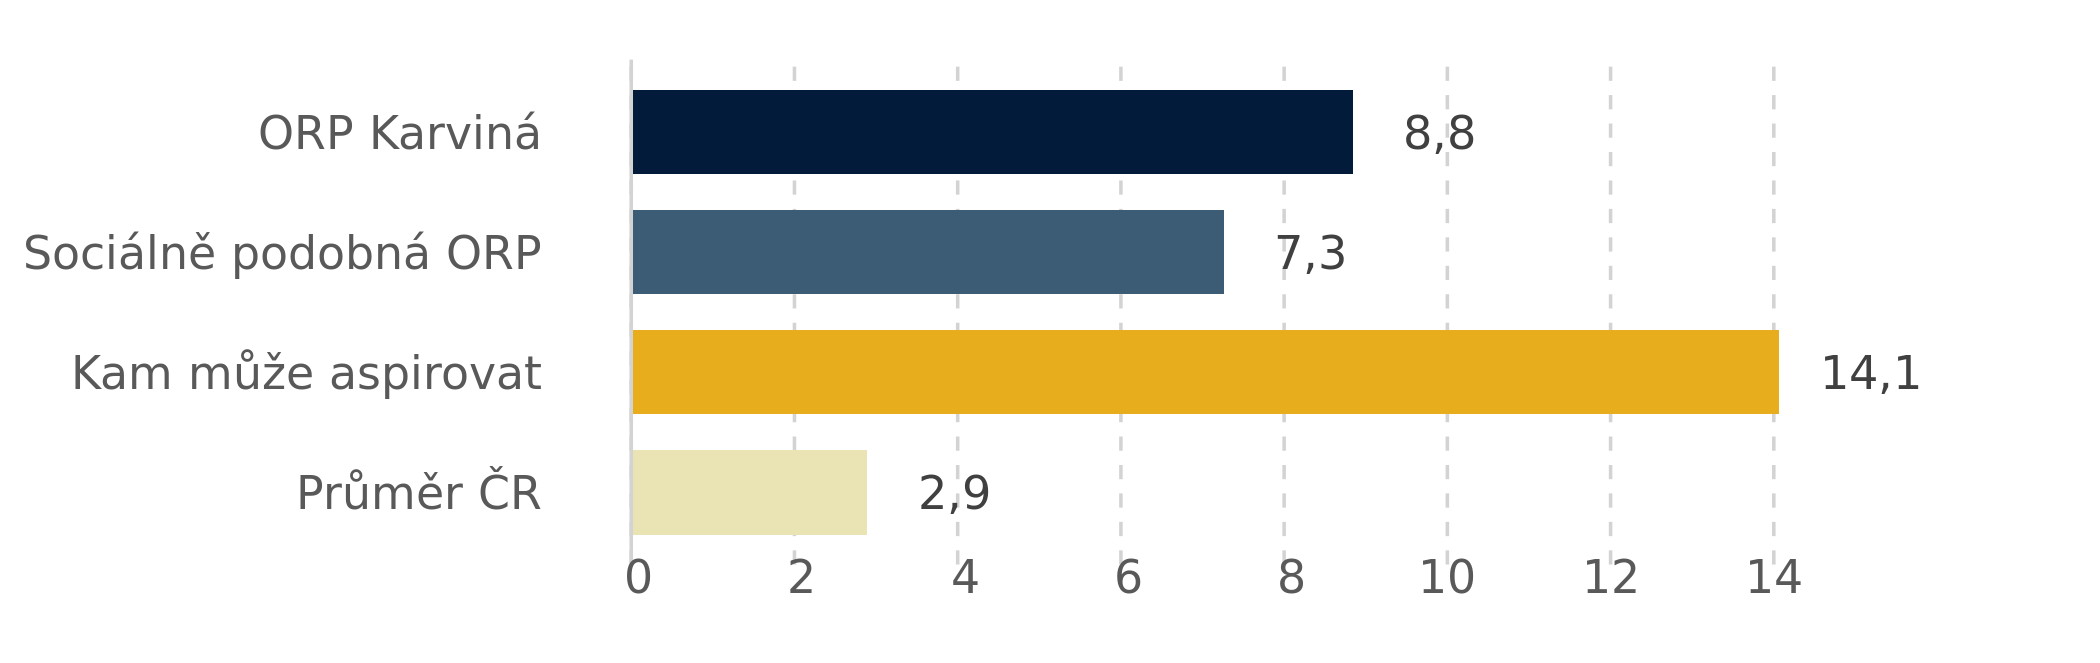 ORP Karviná 8,8
Sociálně podobná ORP 7,3
Kam může aspirovat 14,1
Průměr ČR 2,9
0 2 4 6 8 10 12 14